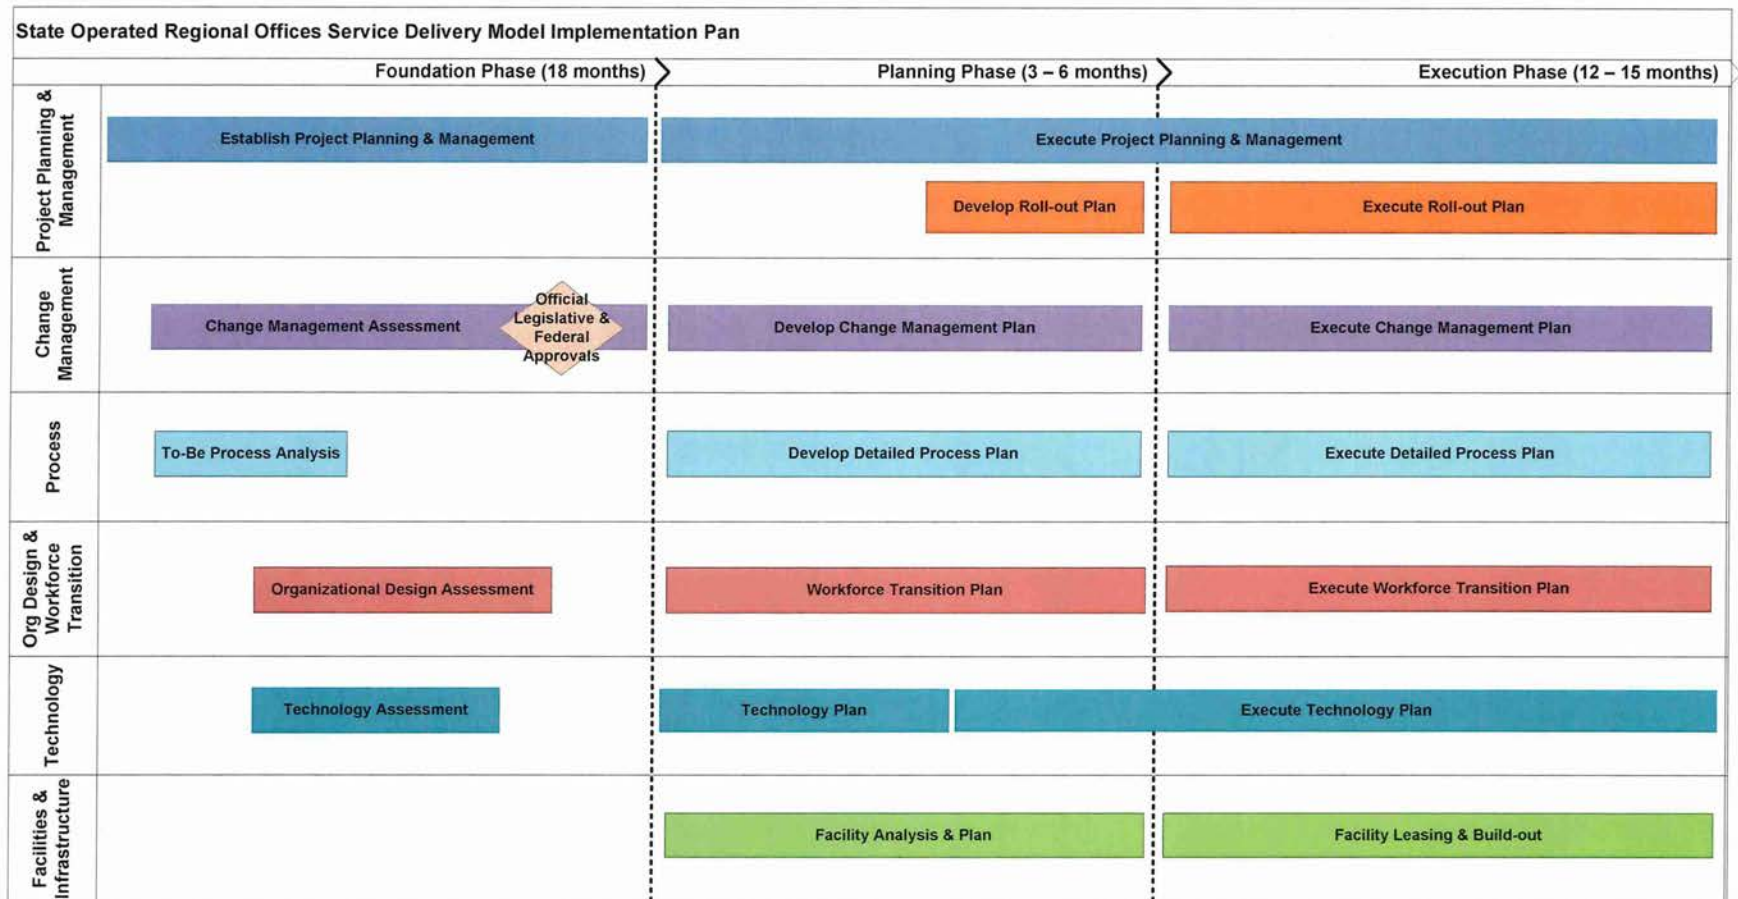 State Operated Regional Offices Service Delivery Model Implementation Pan
Foundation Phase (18 months)
Planning Phase (3 – 6 months)
Execution Phase (12 – 15 months)
Project Planning &
Management
Establish Project Planning & Management
Execute Project Planning & Management
Develop Roll-out Plan
Execute Roll-out Plan
Change
Management
Change Management Assessment
Official
Legislative &
Federal
Approvals
Develop Change Management Plan
Execute Change Management Plan
Process
To-Be Process Analysis
Develop Detailed Process Plan
Execute Detailed Process Plan
Org Design &
Workforce
Transition
Organizational Design Assessment
Workforce Transition Plan
Execute Workforce Transition Plan
Technology
Technology Assessment
Technology Plan
Execute Technology Plan
Facilities &
Infrastructure
Facility Analysis & Plan
Facility Leasing & Build-out